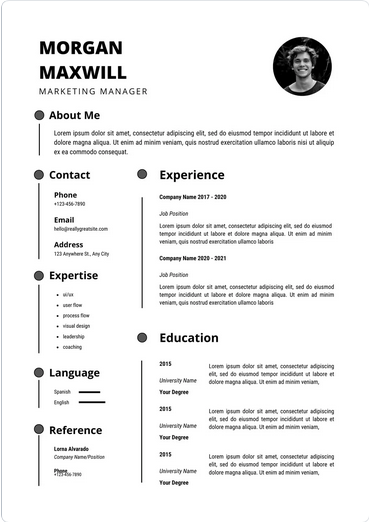 MORGAN
MAXWILL
MARKETING MANAGER
About Me
Lorem ipsum dolor sit amet, consectetur adipiscing elit, sed do eiusmod tempor incididunt ut labore et
dolore magna aliqua. Ut enim ad minim veniam, quis nostrud exercitation ullamco laboris nisi ut aliquip
ex ea commodo consequat.
Contact
Phone
+123-456-7890
Email
hello@reallygreatsite.com
Address
123 Anywhere St., Any City
Expertise
ui/ux
user flow
process flow
visual design
leadership
coaching
Language
Spanish
English
Reference
Lorna Alvarado
Company Name/Position
Phone
+123-456-7890
Experience
Company Name 2017 - 2020
Job Position
Lorem ipsum dolor sit amet, consectetur adipiscing elit, sed do eiusmod
tempor incididunt ut labore et dolore magna aliqua. Ut enim ad minim
veniam, quis nostrud exercitation ullamco laboris
Company Name 2020 - 2021
Job Position
Lorem ipsum dolor sit amet, consectetur adipiscing elit, sed do eiusmod
tempor incididunt ut labore et dolore magna aliqua. Ut enim ad minim
veniam, quis nostrud exercitation ullamco laboris
Education
2015
University Name
Your Degree
Lorem ipsum dolor sit amet, consectetur adipiscing
elit, sed do eiusmod tempor incididunt ut labore et
dolore magna aliqua. Ut enim ad minim veniam,
2015
University Name
Your Degree
Lorem ipsum dolor sit amet, consectetur adipiscing
elit, sed do eiusmod tempor incididunt ut labore et
dolore magna aliqua. Ut enim ad minim veniam,
2015
University Name
Your Degree
Lorem ipsum dolor sit amet, consectetur adipiscing
elit, sed do eiusmod tempor incididunt ut labore et
dolore magna aliqua. Ut enim ad minim veniam,